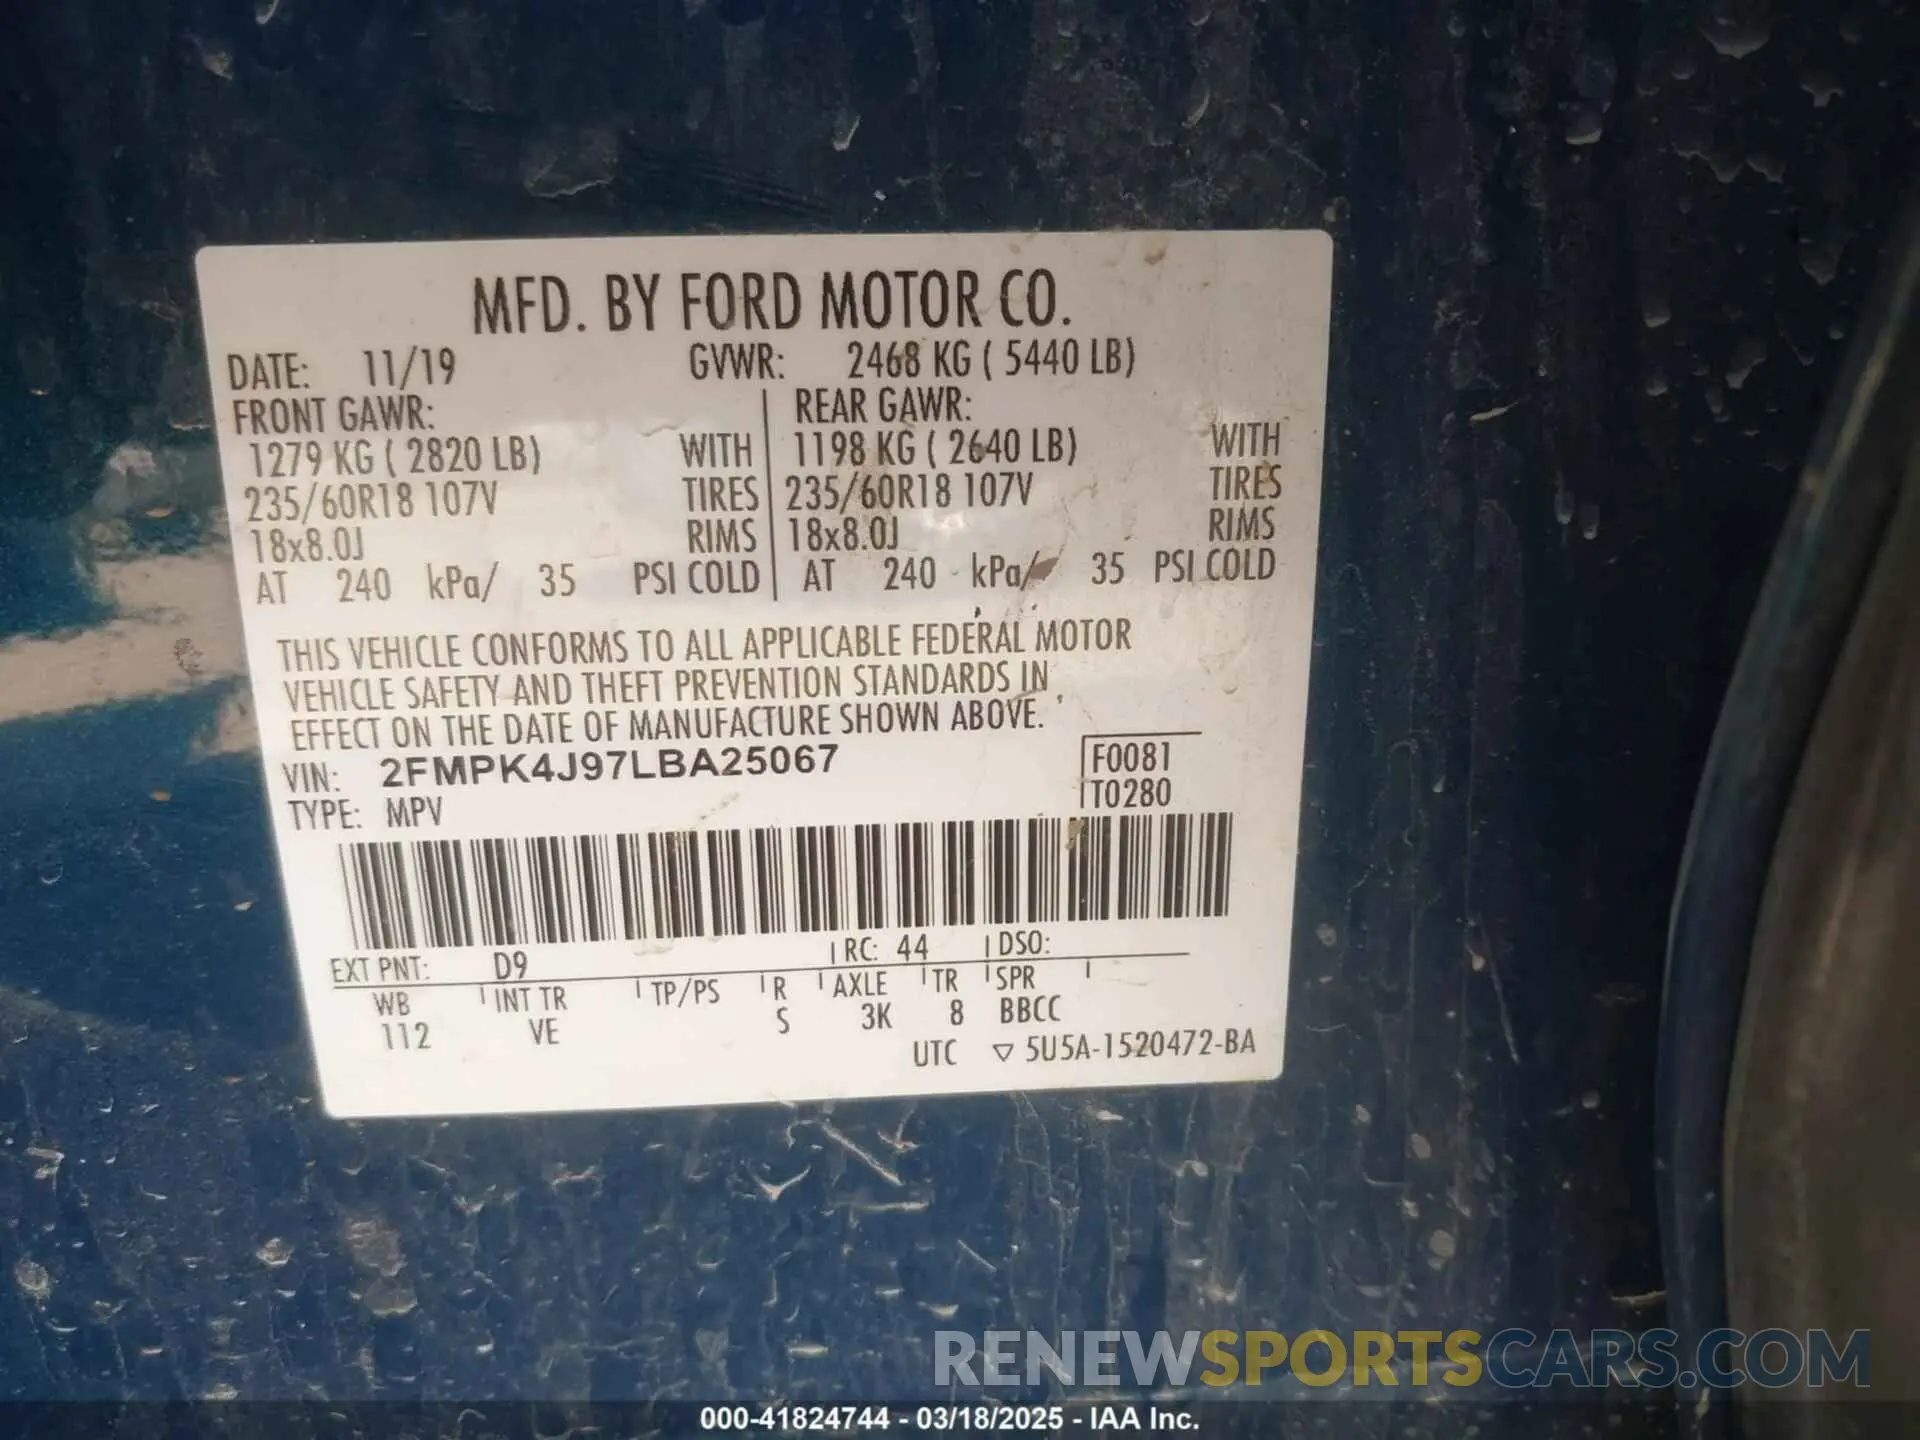 MFD. BY FORD MOTOR CO.
DATE: 11/19 GVWR: 2468 KG ( 5440 LB)
FRONT GAWR: REAR GAWR:
1279 KG ( 2820 LB) WITH 1198 KG ( 2640 LB) WITH
235/60R18 107V TIRES 235/60R18 107V TIRES
18x8.0J RIMS 18x8.0J RIMS
AT 240 kPa/ 35 PSI COLD AT 240 kPa/ 35 PSI COLD
THIS VEHICLE CONFORMS TO ALL APPLICABLE FEDERAL MOTOR
VEHICLE SAFETY AND THEFT PREVENTION STANDARDS IN
EFFECT ON THE DATE OF MANUFACTURE SHOWN ABOVE.
VIN: 2FMPK4J97LBA25067 F0081
TYPE: MPV T0280
EXT PNT: D9 RC: 44 DSO:
WB INT TR TP/PS R AXLE TR SPR
112 VE S 3K 8 BBCC
UTC ▽ 5U5A-1520472-BA
RENEWSPORTSCARS.COM
000-41824744 - 03/18/2025 - IAA Inc.